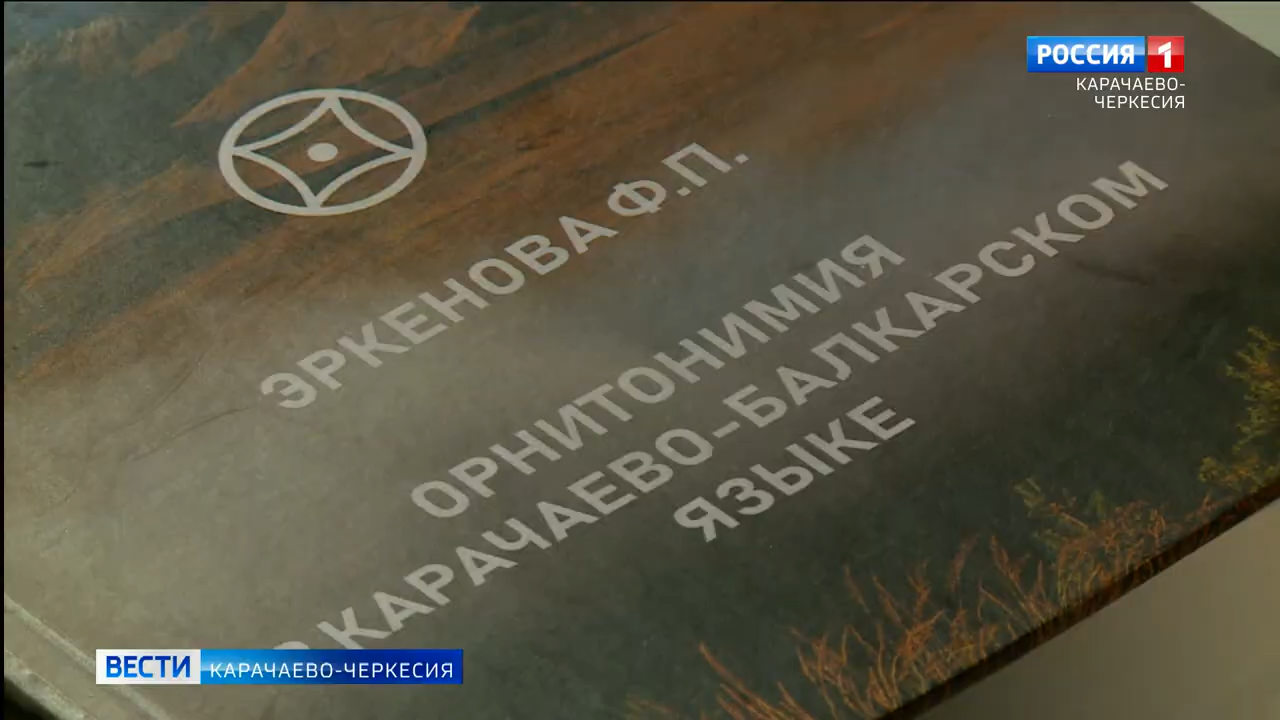 РОССИЯ 1
КАРАЧАЕВО-
ЧЕРКЕСИЯ
ЭРКЕНОВА Ф.П.
ОРНИТОНИМИЯ
В КАРАЧАЕВО-БАЛКАРСКОМ
ЯЗЫКЕ
ВЕСТИ КАРАЧАЕВО-ЧЕРКЕСИЯ